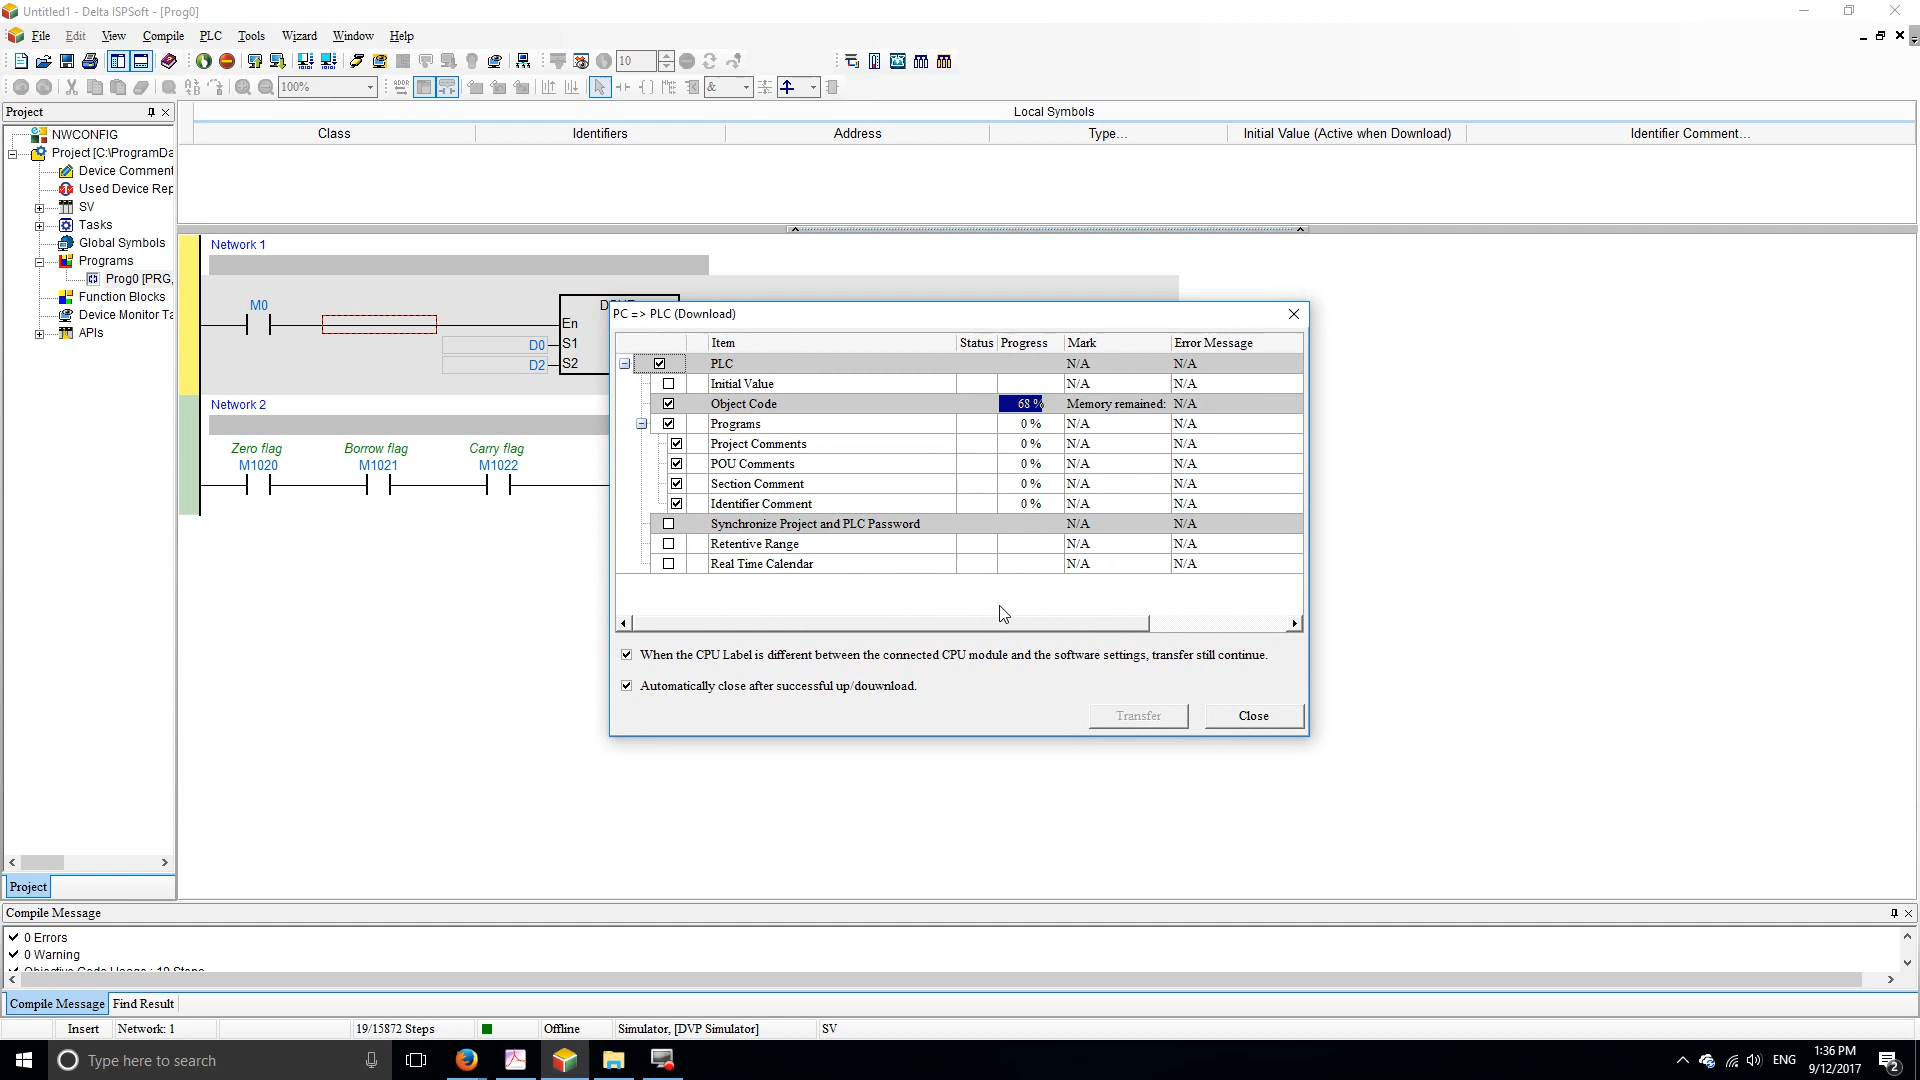 Untitled1 - Delta ISPSoft - [Prog0]
File Edit View Compile PLC Tools Wizard Window Help
10
100%
&
Project
NWCONFIG
Project [C:\ProgramDa
Device Comment
Used Device Rep
SV
Tasks
Global Symbols
Programs
Prog0 [PRG,
Function Blocks
Device Monitor Ta
APIs
Project
Local Symbols
Class Identifiers Address Type... Initial Value (Active when Download) Identifier Comment...
Network 1
M0
En
D0 S1
D2 S2
Network 2
Zero flag Borrow flag Carry flag
M1020 M1021 M1022
PC => PLC (Download)
Item Status Progress Mark Error Message
PLC N/A N/A
Initial Value N/A N/A
Object Code 68 % Memory remained: N/A
Programs 0 % N/A N/A
Project Comments 0 % N/A N/A
POU Comments 0 % N/A N/A
Section Comment 0 % N/A N/A
Identifier Comment 0 % N/A N/A
Synchronize Project and PLC Password N/A N/A
Retentive Range N/A N/A
Real Time Calendar N/A N/A
When the CPU Label is different between the connected CPU module and the software settings, transfer still continue.
Automatically close after successful up/douwnload.
Transfer Close
Compile Message
0 Errors
0 Warning
Compile Message Find Result
Insert Network: 1 19/15872 Steps Offline Simulator, [DVP Simulator] SV
Type here to search
ENG
1:36 PM
9/12/2017
2